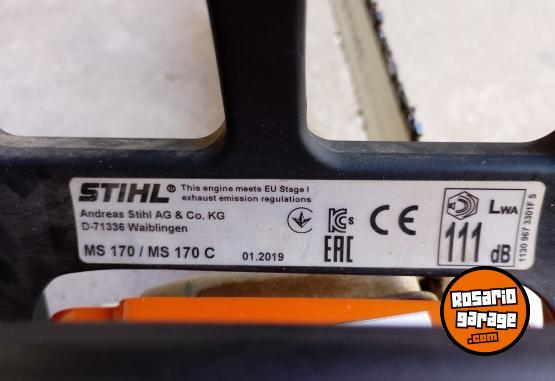 STIHL® This engine meets EU Stage I
exhaust emission regulations
Andreas Stihl AG & Co. KG
D-71336 Waiblingen
MS 170 / MS 170 C 01.2019
EAC
CE
LWA
111 dB
1130 967 3301F S
Rosario
garage
.com